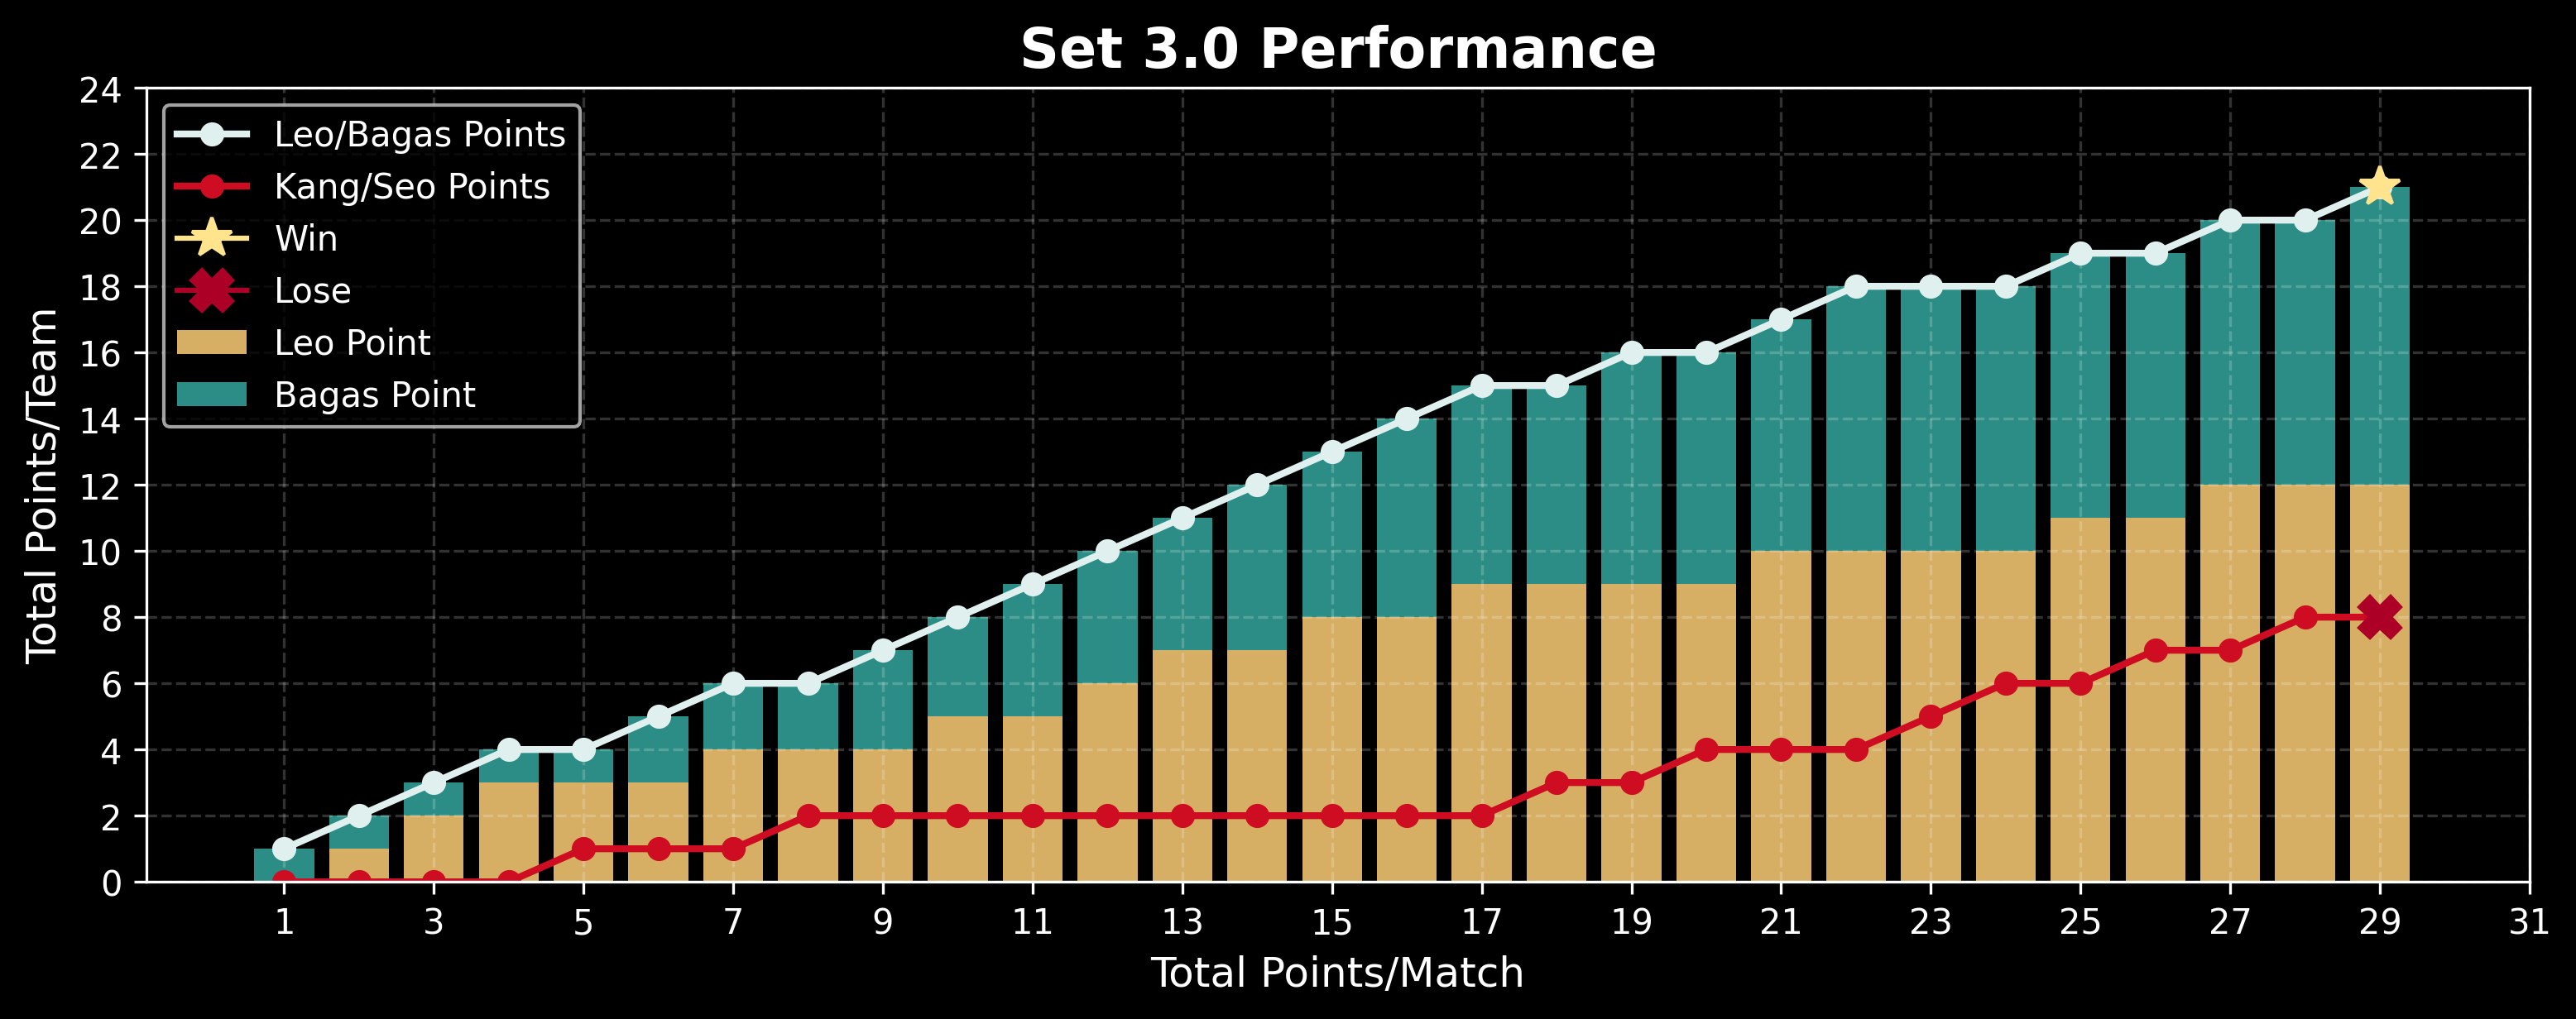 Set 3.0 Performance
Total Points/Team
24
22
20
18
16
14
12
10
8
6
4
2
0
Leo/Bagas Points
Kang/Seo Points
Win
Lose
Leo Point
Bagas Point
1 3 5 7 9 11 13 15 17 19 21 23 25 27 29 31
Total Points/Match